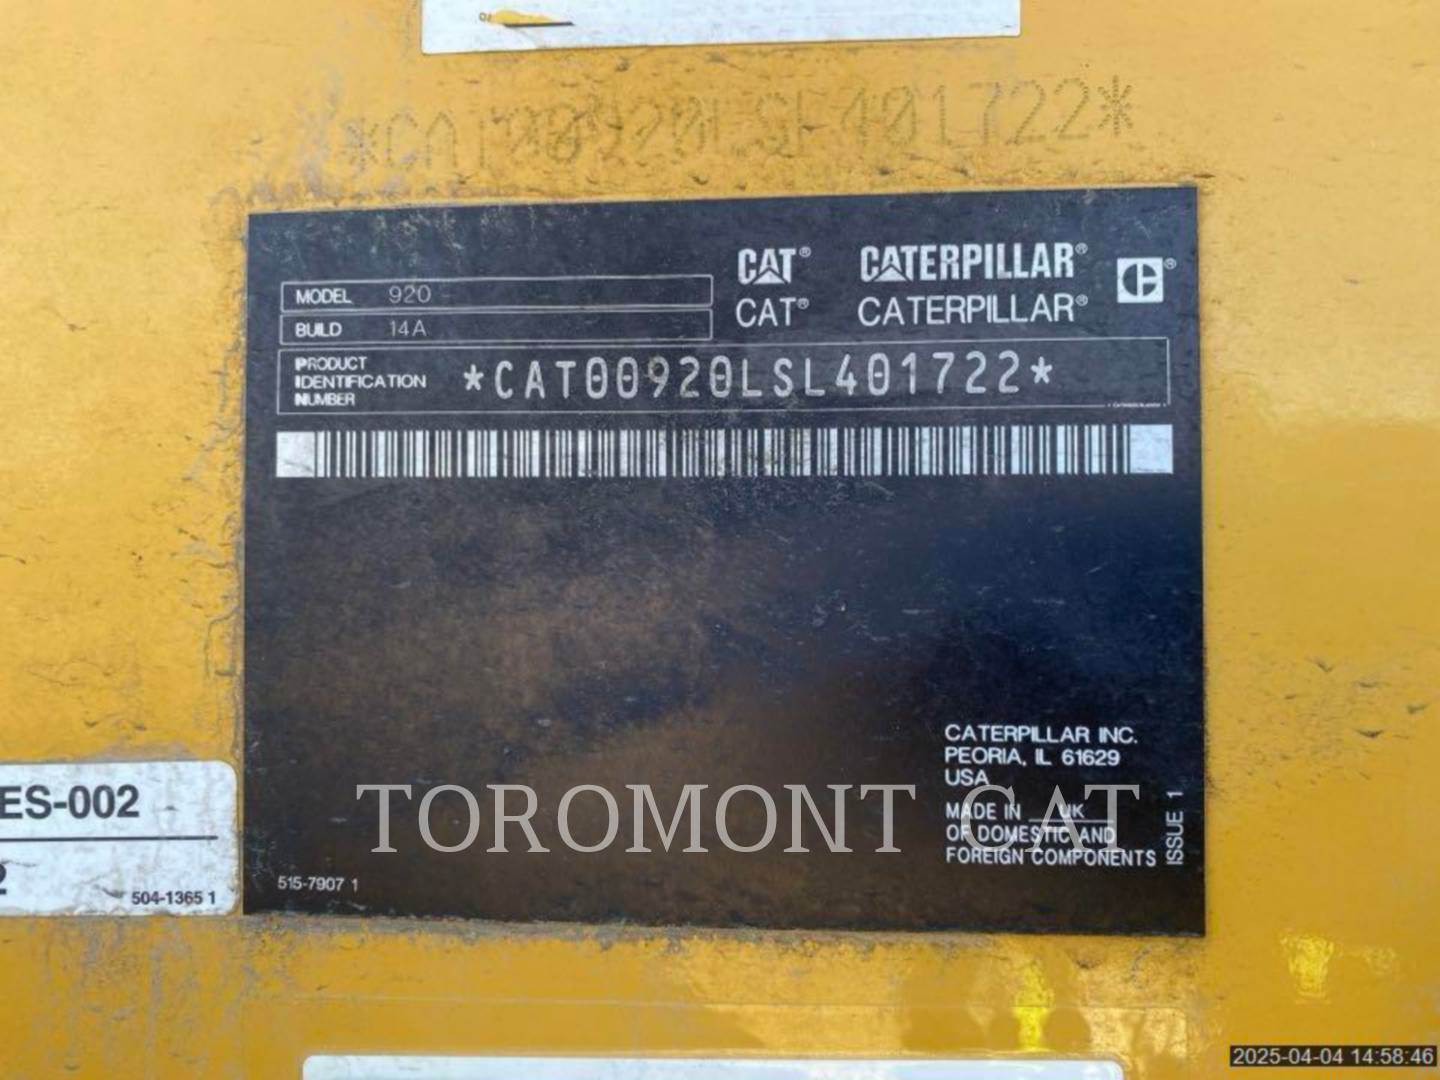 *CAT00920LSL401722*
CAT® CATERPILLAR®
CAT® CATERPILLAR®
MODEL 920
BUILD 14A
PRODUCT
IDENTIFICATION
NUMBER
*CAT00920LSL401722*
CATERPILLAR INC.
PEORIA, IL 61629
USA
MADE IN UK
OF DOMESTIC AND
FOREIGN COMPONENTS
ISSUE 1
515-7907 1
TOROMONT CAT
ES-002
2
504-1365 1
2025-04-04 14:58:46